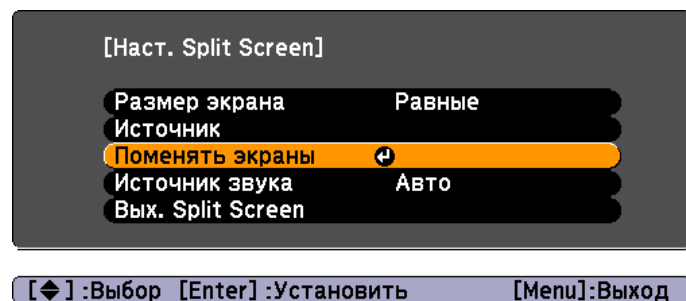 [Наст. Split Screen]
Размер экрана Равные
Источник
Поменять экраны
Источник звука Авто
Вых. Split Screen
[◆] :Выбор [Enter] :Установить [Menu]:Выход